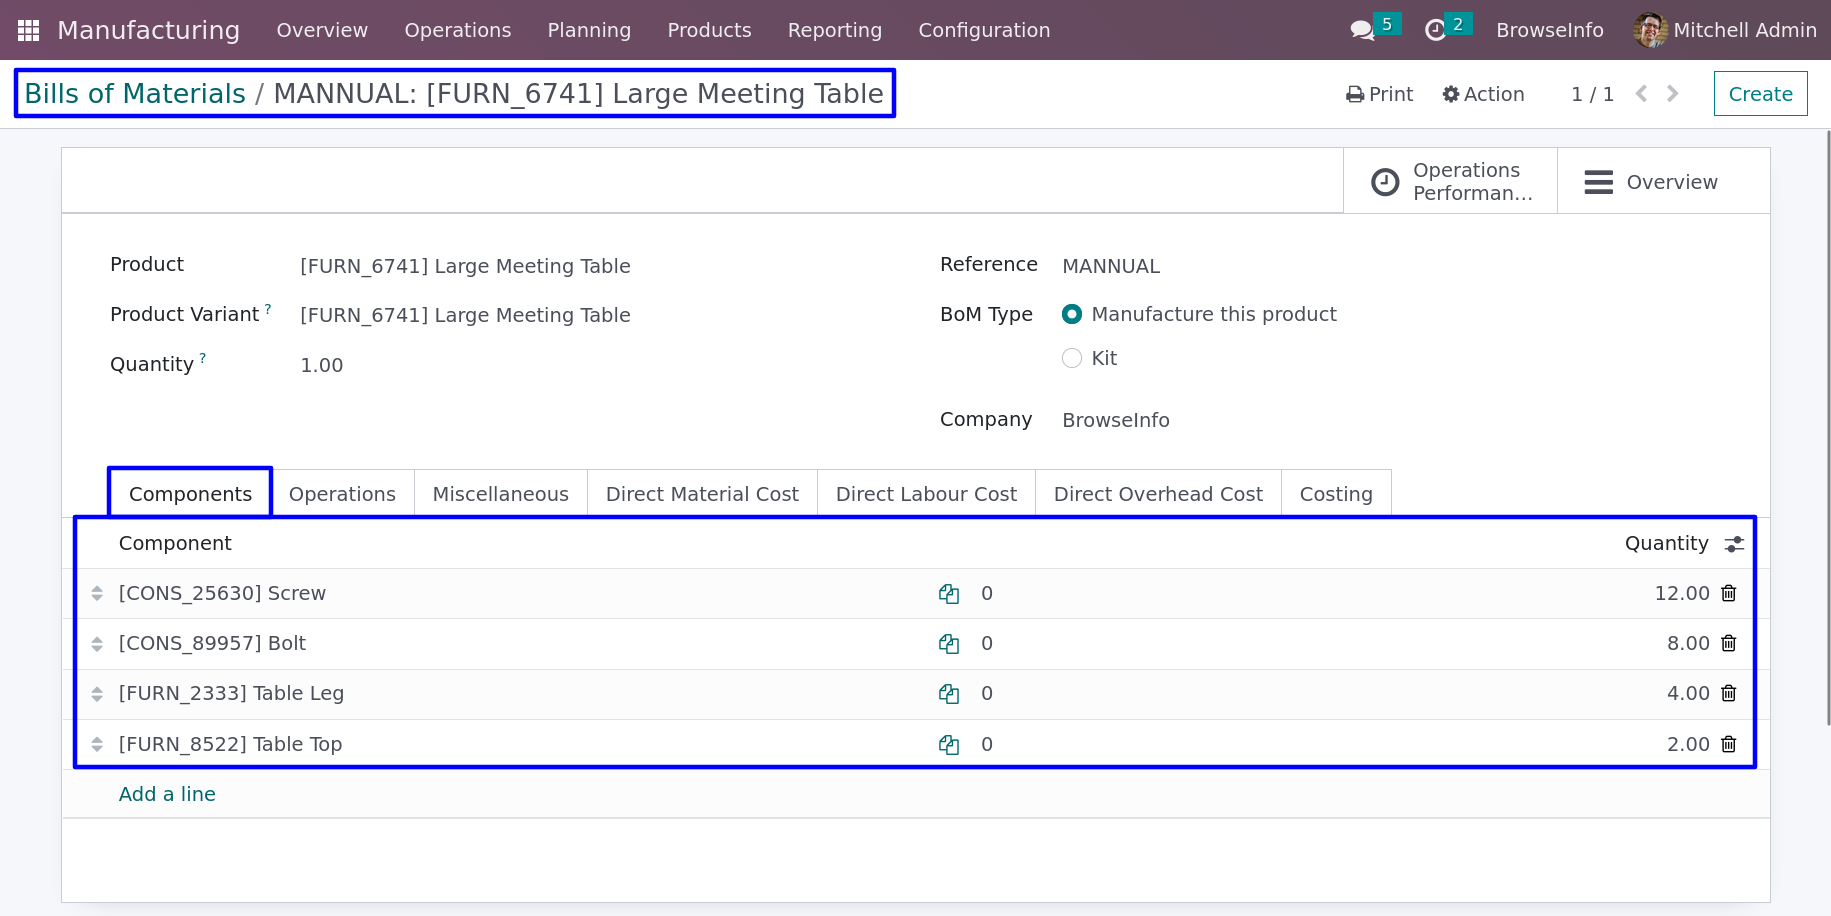 Manufacturing Overview Operations Planning Products Reporting Configuration 5 2 BrowseInfo Mitchell Admin
Bills of Materials / MANNUAL: [FURN_6741] Large Meeting Table Print Action 1 / 1 Create
Operations
Performan...
Overview
Product [FURN_6741] Large Meeting Table Reference MANNUAL
Product Variant ? [FURN_6741] Large Meeting Table BoM Type Manufacture this product
Quantity ? 1.00 Kit
Company BrowseInfo
Components Operations Miscellaneous Direct Material Cost Direct Labour Cost Direct Overhead Cost Costing
Component Quantity
[CONS_25630] Screw 0 12.00
[CONS_89957] Bolt 0 8.00
[FURN_2333] Table Leg 0 4.00
[FURN_8522] Table Top 0 2.00
Add a line